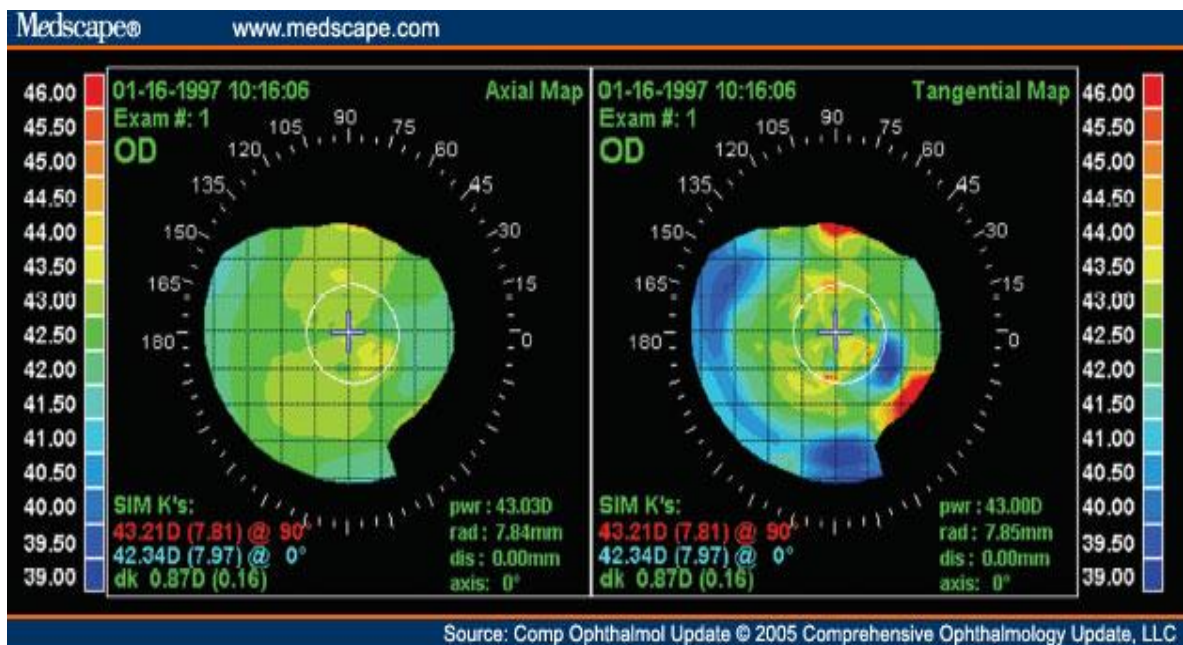 Medscape® www.medscape.com
46.00
45.50
45.00
44.50
44.00
43.50
43.00
42.50
42.00
41.50
41.00
40.50
40.00
39.50
39.00
01-16-1997 10:16:06 Axial Map
Exam #: 1
OD
90
105 75
120 60
135 45
150 30
165 15
180 0
SIM K's: pwr : 43.03D
43.21D (7.81) @ 90° rad : 7.84mm
42.34D (7.97) @ 0° dis : 0.00mm
dk 0.87D (0.16) axis: 0°
01-16-1997 10:16:06 Tangential Map
Exam #: 1
OD
90
105 75
120 60
135 45
150 30
165 15
180 0
SIM K's: pwr : 43.00D
43.21D (7.81) @ 90° rad : 7.85mm
42.34D (7.97) @ 0° dis : 0.00mm
dk 0.87D (0.16) axis: 0°
46.00
45.50
45.00
44.50
44.00
43.50
43.00
42.50
42.00
41.50
41.00
40.50
40.00
39.50
39.00
Source: Comp Ophthalmol Update © 2005 Comprehensive Ophthalmology Update, LLC